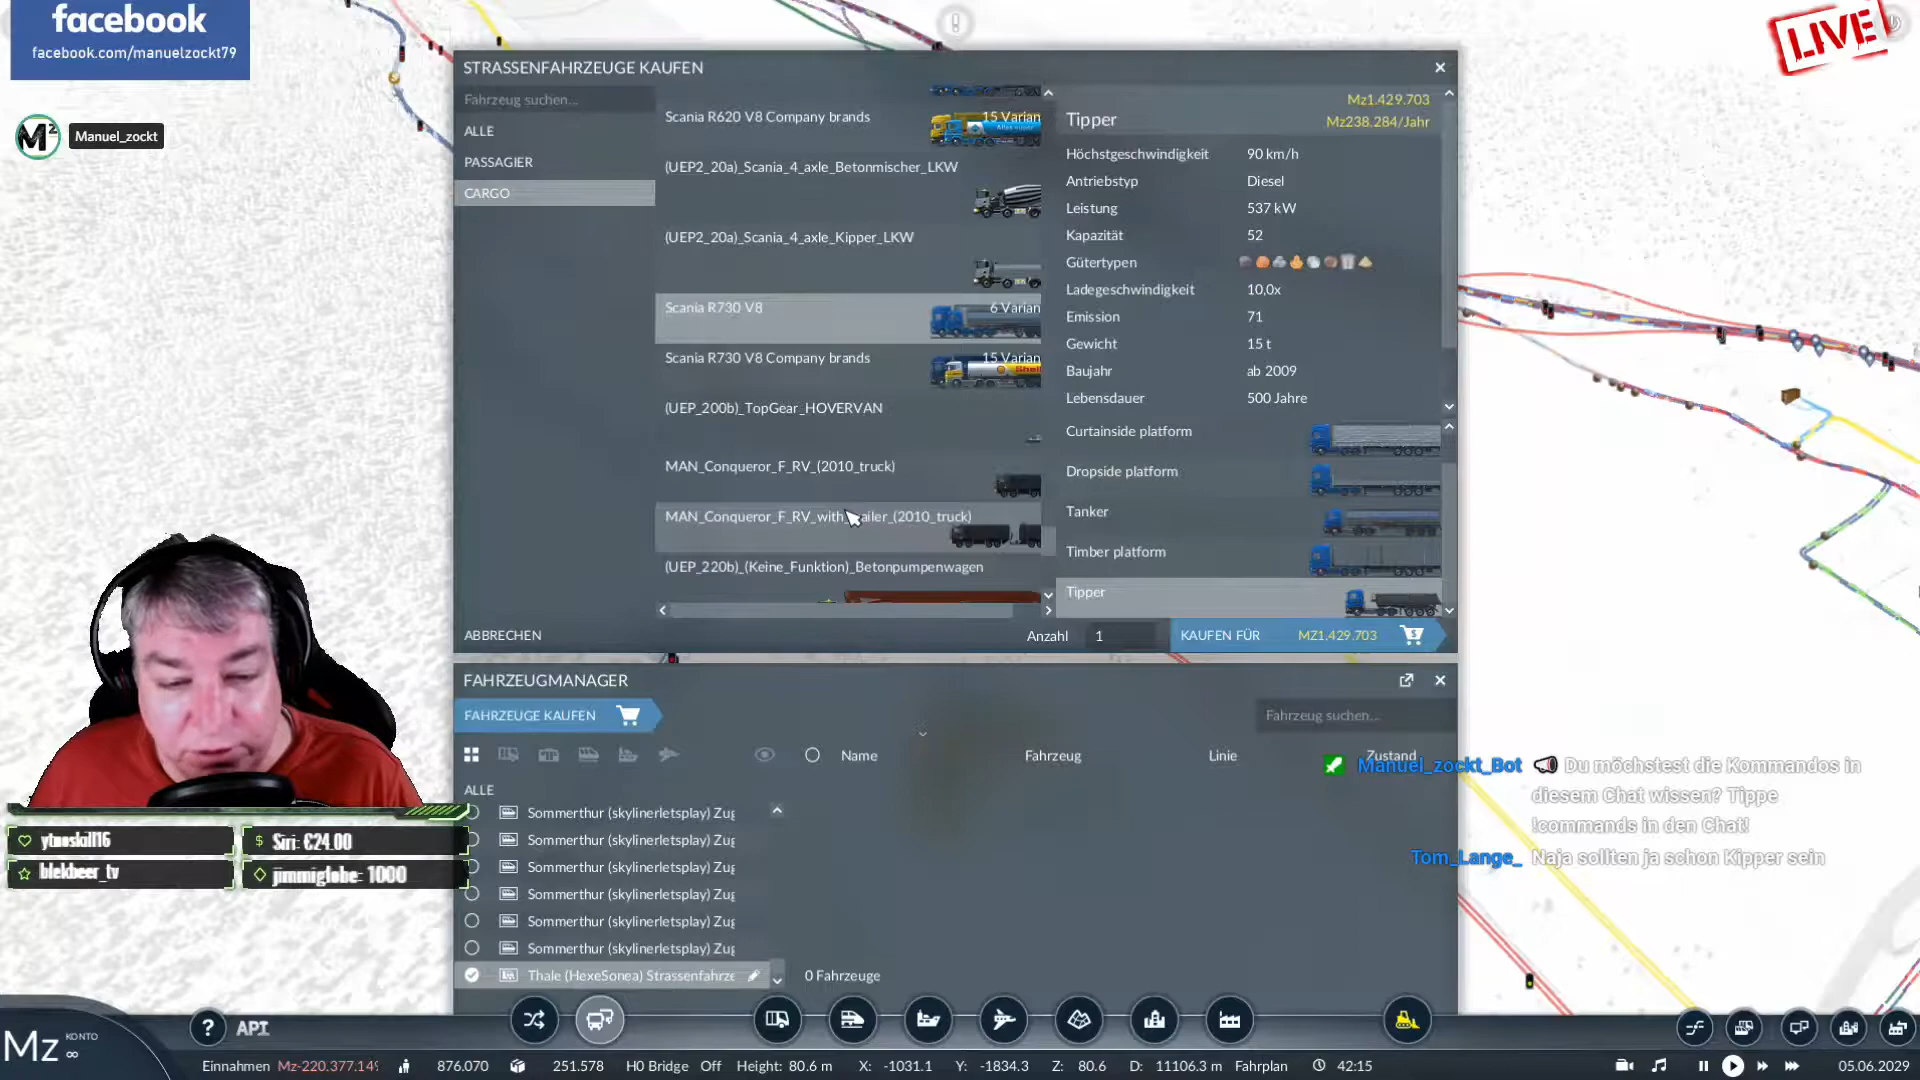 facebook
facebook.com/manuelzockt79
LIVE
Manuel_zockt
STRASSENFAHRZEUGE KAUFEN
Fahrzeug suchen...
ALLE
PASSAGIER
CARGO
Scania R620 V8 Company brands
15 Varian
(UEP2_20a)_Scania_4_axle_Betonmischer_LKW
(UEP2_20a)_Scania_4_axle_Kipper_LKW
Scania R730 V8
6 Varian
Scania R730 V8 Company brands
15 Varian
(UEP_200b)_TopGear_HOVERVAN
MAN_Conqueror_F_RV_(2010_truck)
MAN_Conqueror_F_RV_with_ ailer_(2010_truck)
(UEP_220b)_(Keine_Funktion)_Betonpumpenwagen
Tipper
Mz1.429.703
Mz238.284/Jahr
Höchstgeschwindigkeit 90 km/h
Antriebstyp Diesel
Leistung 537 kW
Kapazität 52
Gütertypen
Ladegeschwindigkeit 10,0x
Emission 71
Gewicht 15 t
Baujahr ab 2009
Lebensdauer 500 Jahre
Curtainside platform
Dropside platform
Tanker
Timber platform
Tipper
ABBRECHEN
Anzahl 1
KAUFEN FÜR MZ1.429.703
FAHRZEUGMANAGER
FAHRZEUGE KAUFEN
Fahrzeug suchen...
Name Fahrzeug Linie Zustand
ALLE
Sommerthur (skylinerletsplay) Zug
Sommerthur (skylinerletsplay) Zug
Sommerthur (skylinerletsplay) Zug
Sommerthur (skylinerletsplay) Zug
Sommerthur (skylinerletsplay) Zug
Sommerthur (skylinerletsplay) Zug
Thale (HexeSonea) Strassenfahrze
0 Fahrzeuge
Manuel_zockt_Bot Du möchstest die Kommandos in
diesem Chat wissen? Tippe
!commands in den Chat!
Tom_Lange_ Naja sollten ja schon Kipper sein
ytmoskill16
Siri: €24.00
blekbeer_tv
jimmiglobe: 1000
Mz KONTO ∞
? API
Einnahmen Mz-220.377.149 876.070 251.578 H0 Bridge Off Height: 80.6 m X: -1031.1 Y: -1834.3 Z: 80.6 D: 11106.3 m Fahrplan 42:15 05.06.2029